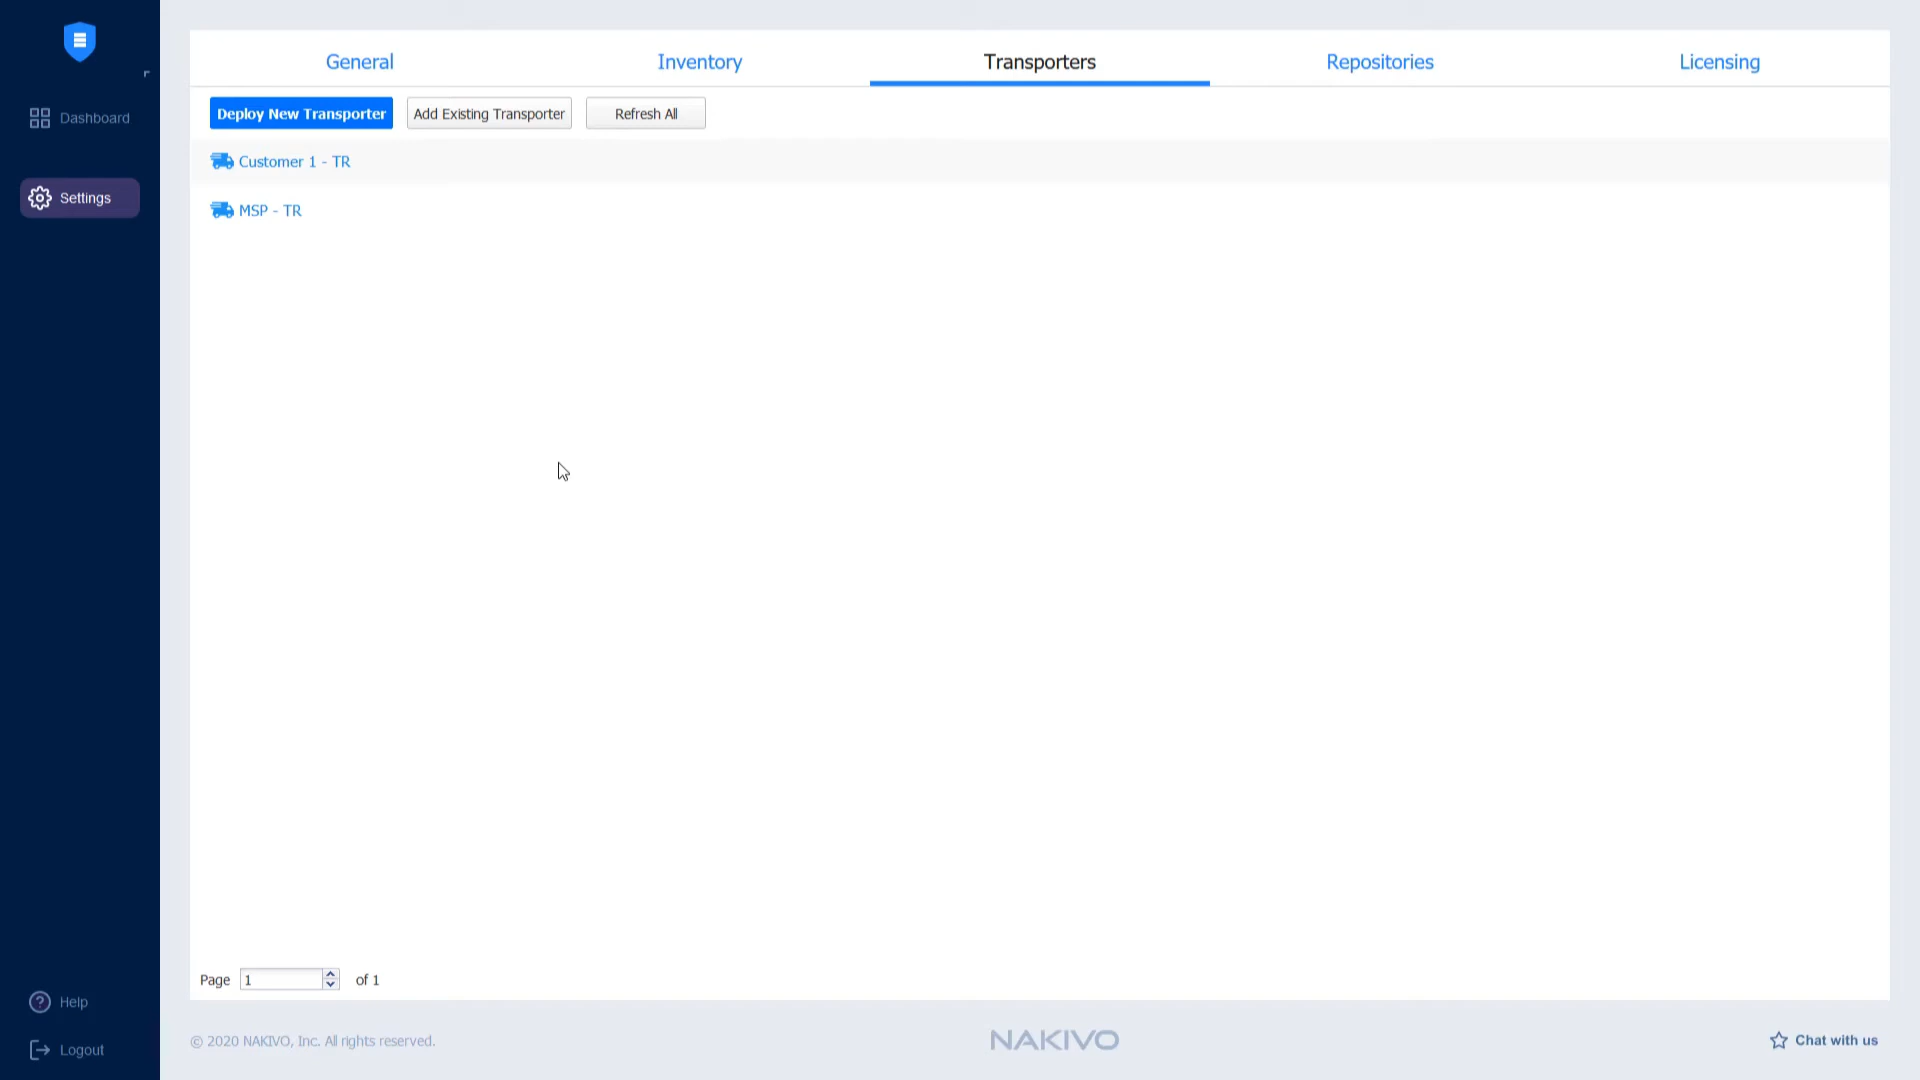 General
Inventory
Transporters
Repositories
Licensing
Dashboard
Settings
Deploy New Transporter
Add Existing Transporter
Refresh All
Customer 1 - TR
MSP - TR
Page 1 of 1
Help
Logout
© 2020 NAKIVO, Inc. All rights reserved.
NAKIVO
Chat with us